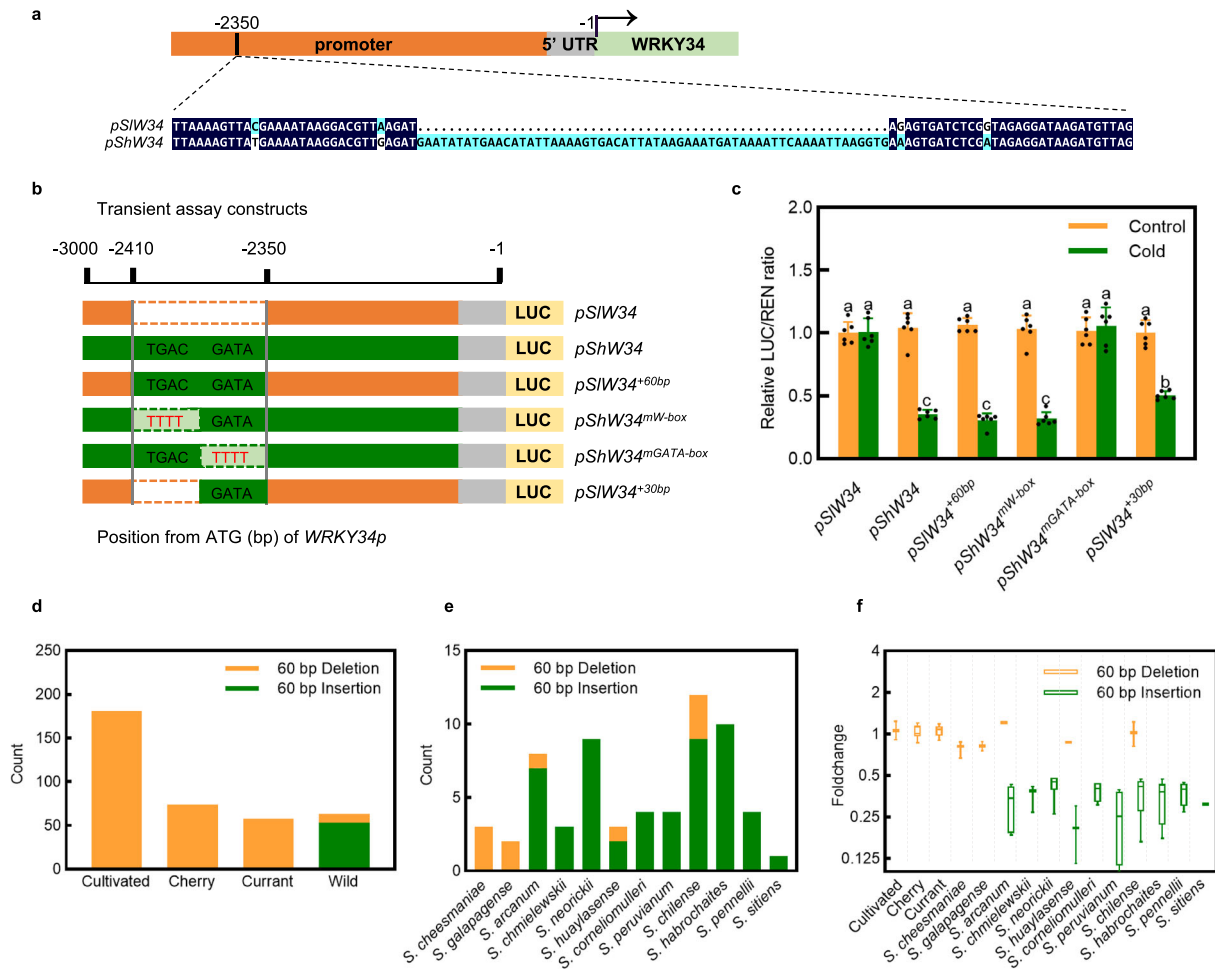 a
-2350
-1
promoter
5' UTR
WRKY34
pSlW34
TTAAAAGTTACGAAAATAAGGACGTTAAGAT........................................................AGAGTGATCTCGGTAGAGGATAAGATGTTAG
pShW34
TTAAAAGTTATGAAAATAAGGACGTTGAGATGAATATATGAACATATTAAAAGTGACATTATAAGAAATGATAAAATTCAAAATTAAGGTGAAAGTGATCTCGATAGAGGATAAGATGTTAG
b
Transient assay constructs
-3000 -2410 -2350 -1
LUC pSlW34
TGAC GATA LUC pShW34
TGAC GATA LUC pSlW34+60bp
TTTT GATA LUC pShW34mW-box
TGAC TTTT LUC pShW34mGATA-box
GATA LUC pSlW34+30bp
Position from ATG (bp) of WRKY34p
c
Relative LUC/REN ratio
2.0
1.5
1.0
0.5
0.0
Control
Cold
a a a c a c a c a a a b
pSlW34
pShW34
pSlW34+60bp
pShW34mW-box
pShW34mGATA-box
pSlW34+30bp
d
Count
250
200
150
100
50
0
60 bp Deletion
60 bp Insertion
Cultivated Cherry Currant Wild
e
Count
15
10
5
0
60 bp Deletion
60 bp Insertion
S. cheesmaniae
S. galapagense
S. arcanum
S. chmielewskii
S. neorickii
S. huaylasense
S. corneliomulleri
S. peruvianum
S. chilense
S. habrochaites
S. pennellii
S. sitiens
f
Foldchange
4
2
1
0.5
0.25
0.125
60 bp Deletion
60 bp Insertion
Cultivated
Cherry
Currant
S. cheesmaniae
S. galapagense
S. arcanum
S. chmielewskii
S. neorickii
S. huaylasense
S. corneliomulleri
S. peruvianum
S. chilense
S. habrochaites
S. pennellii
S. sitiens